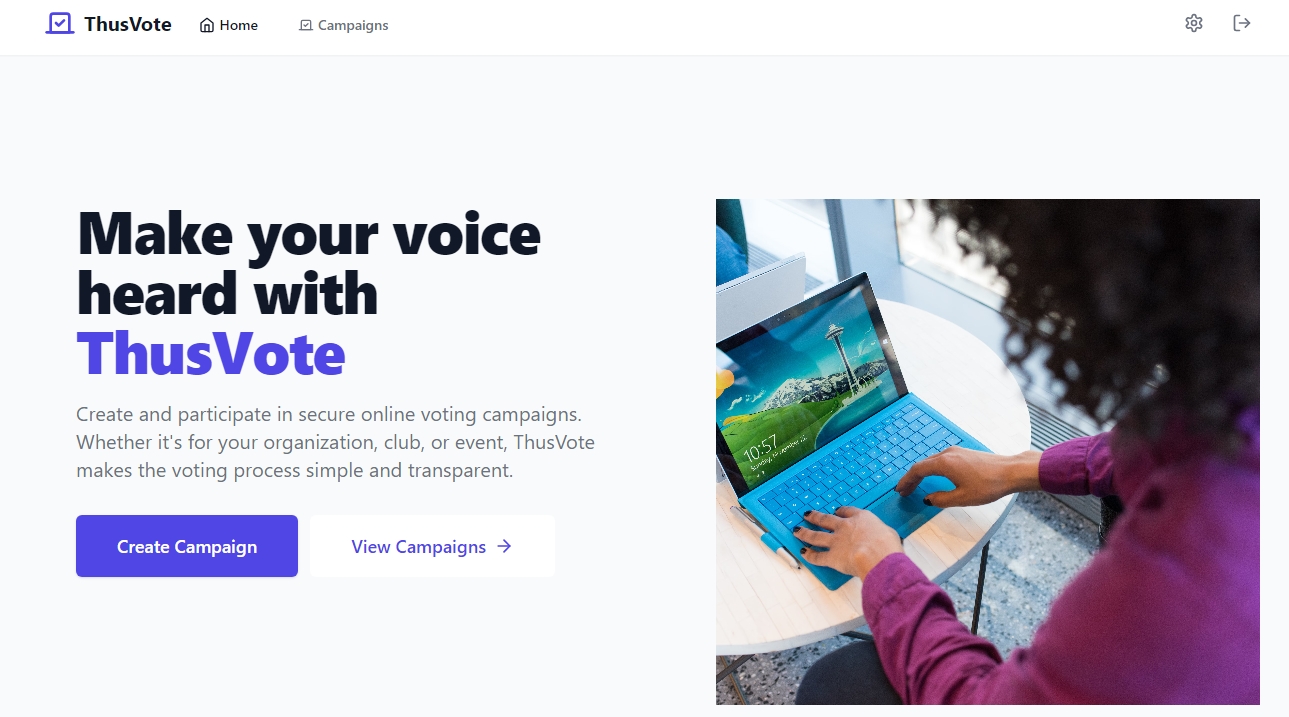 ThusVote Home Campaigns
Make your voice
heard with
ThusVote
Create and participate in secure online voting campaigns.
Whether it's for your organization, club, or event, ThusVote
makes the voting process simple and transparent.
Create Campaign View Campaigns
10:57
Sunday,